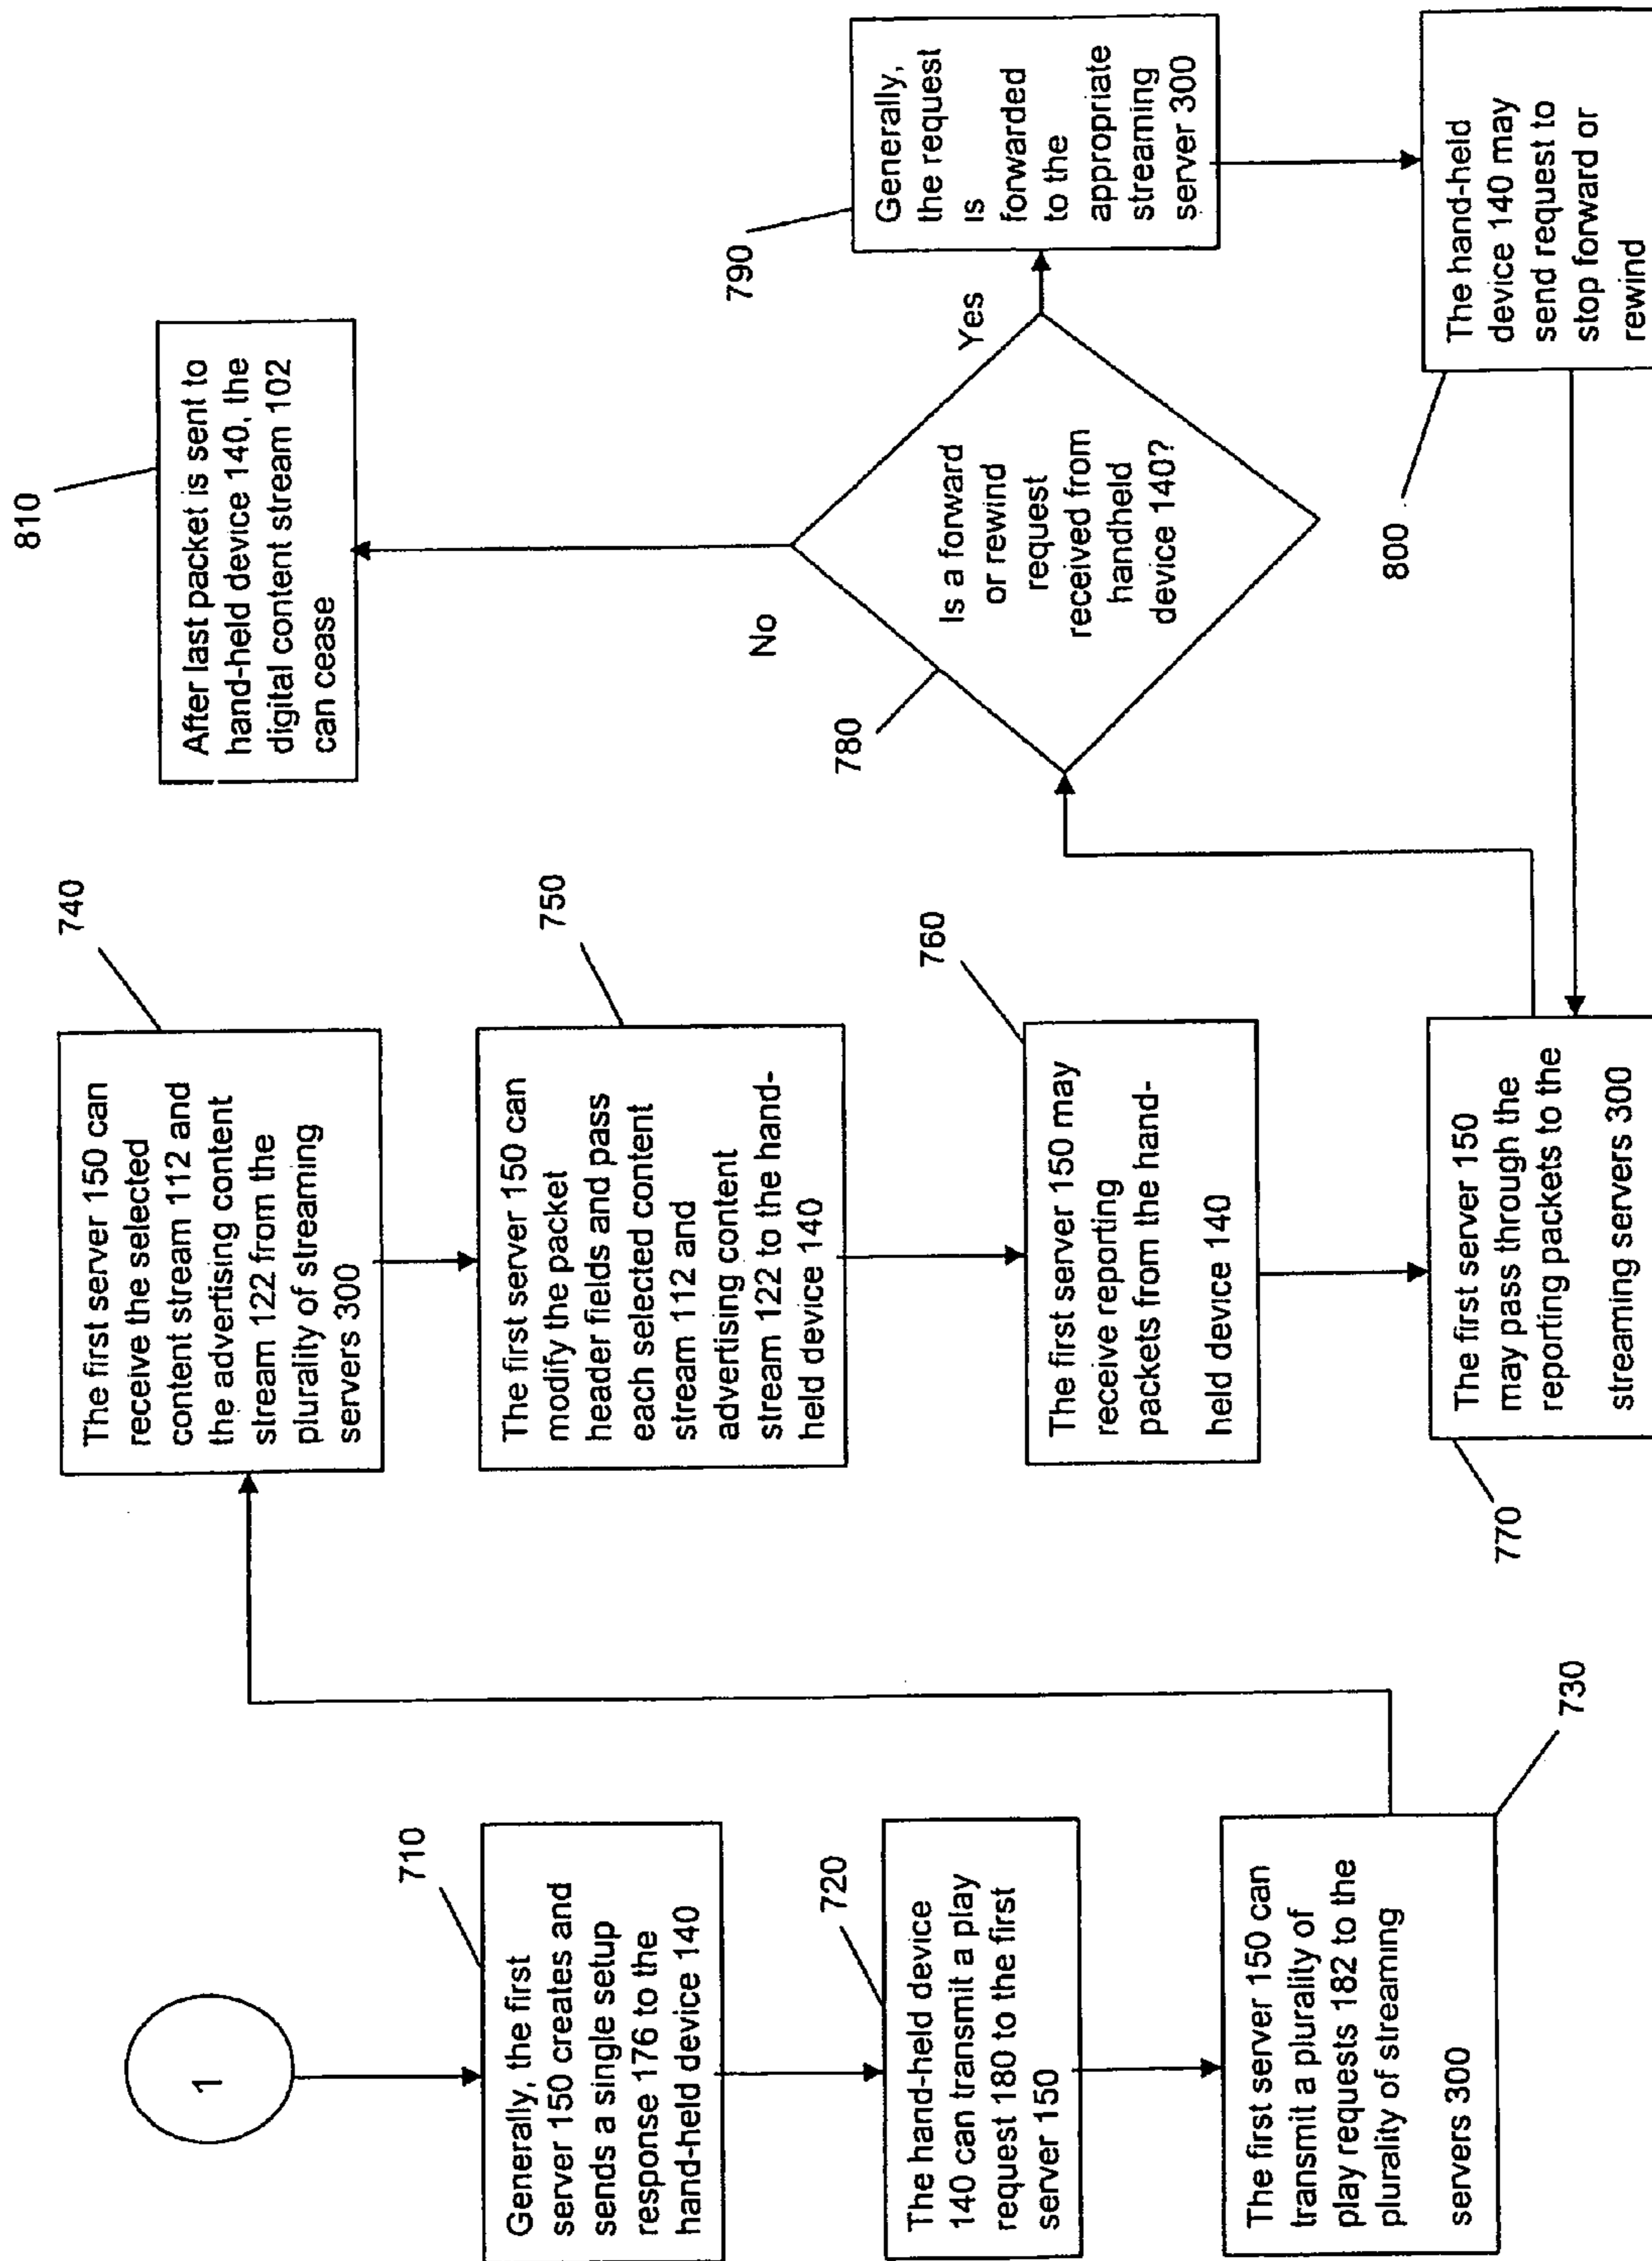 1
710
Generally, the first
server 150 creates and
sends a single setup
response 176 to the
hand-held device 140
720
The hand-held device
140 can transmit a play
request 180 to the first
server 150
730
The first server 150 can
transmit a plurality of
play requests 182 to the
plurality of streaming
servers 300
740
The first server 150 can
receive the selected
content stream 112 and
the advertising content
stream 122 from the
plurality of streaming
servers 300
750
The first server 150 can
modify the packet
header fields and pass
each selected content
stream 112 and
advertising content
stream 122 to the hand-
held device 140
760
The first server 150 may
receive reporting
packets from the hand-
held device 140
770
The first server 150
may pass through the
reporting packets to the
streaming servers 300
780
Is a forward
or rewind
request
received from
handheld
device 140?
Yes
No
790
Generally,
the request
is
forwarded
to the
appropriate
streaming
server 300
800
The hand-held
device 140 may
send request to
stop forward or
rewind
810
After last packet is sent to
hand-held device 140, the
digital content stream 102
can cease